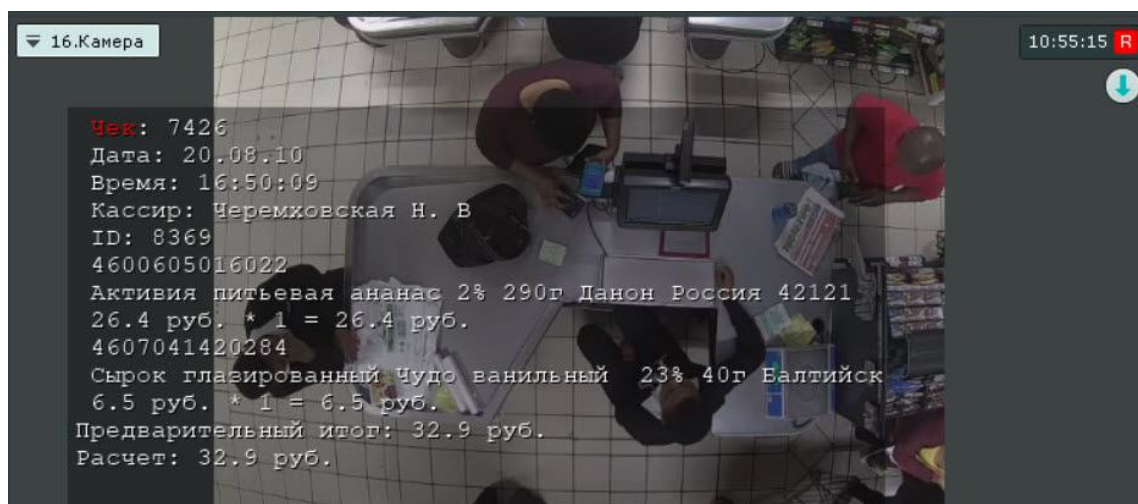 16.Камера
10:55:15 R
Чек: 7426
Дата: 20.08.10
Время: 16:50:09
Кассир: Черемховская Н. В
ID: 8369
4600605016022
Активия питьевая ананас 2% 290г Данон Россия 42121
26.4 руб. * 1 = 26.4 руб.
4607041420284
Сырок глазированный Чудо ванильный  23% 40г Балтийск
6.5 руб. * 1 = 6.5 руб.
Предварительный итог: 32.9 руб.
Расчет: 32.9 руб.